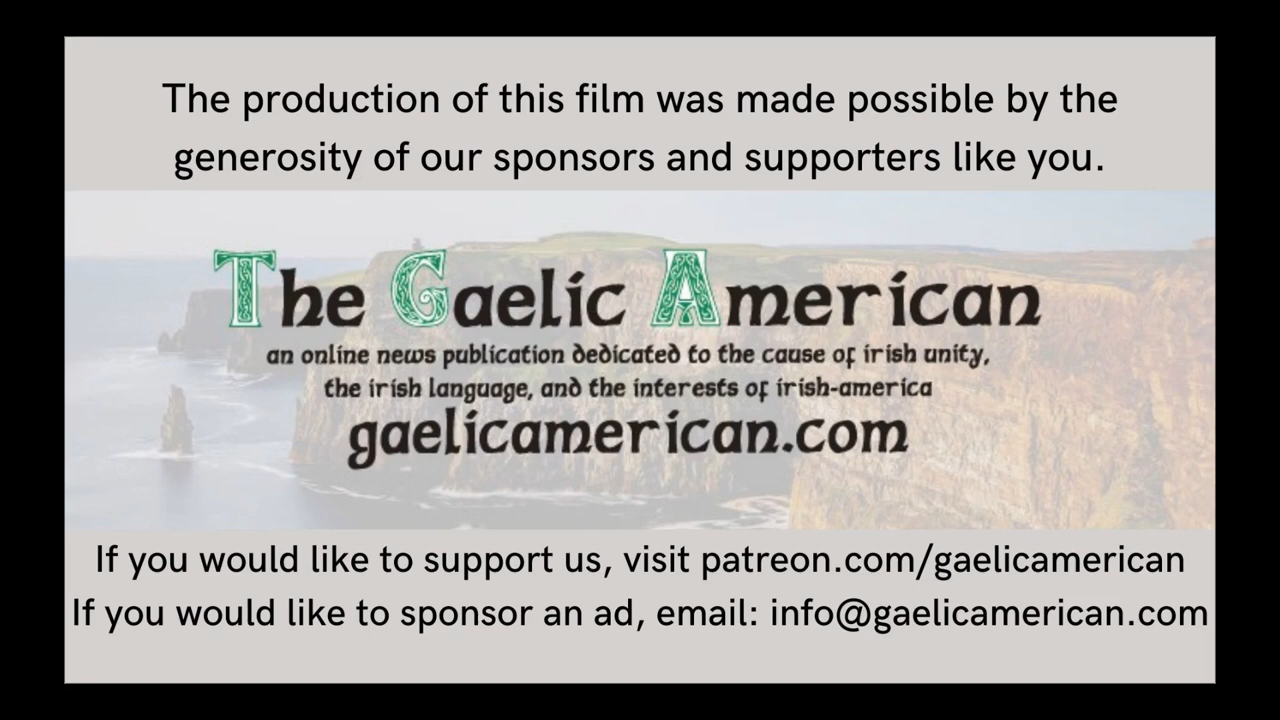 The production of this film was made possible by the
generosity of our sponsors and supporters like you.
The Gaelic American
an online news publication dedicated to the cause of irish unity,
the irish language, and the interests of irish-america
gaelicamerican.com
If you would like to support us, visit patreon.com/gaelicamerican
If you would like to sponsor an ad, email: info@gaelicamerican.com